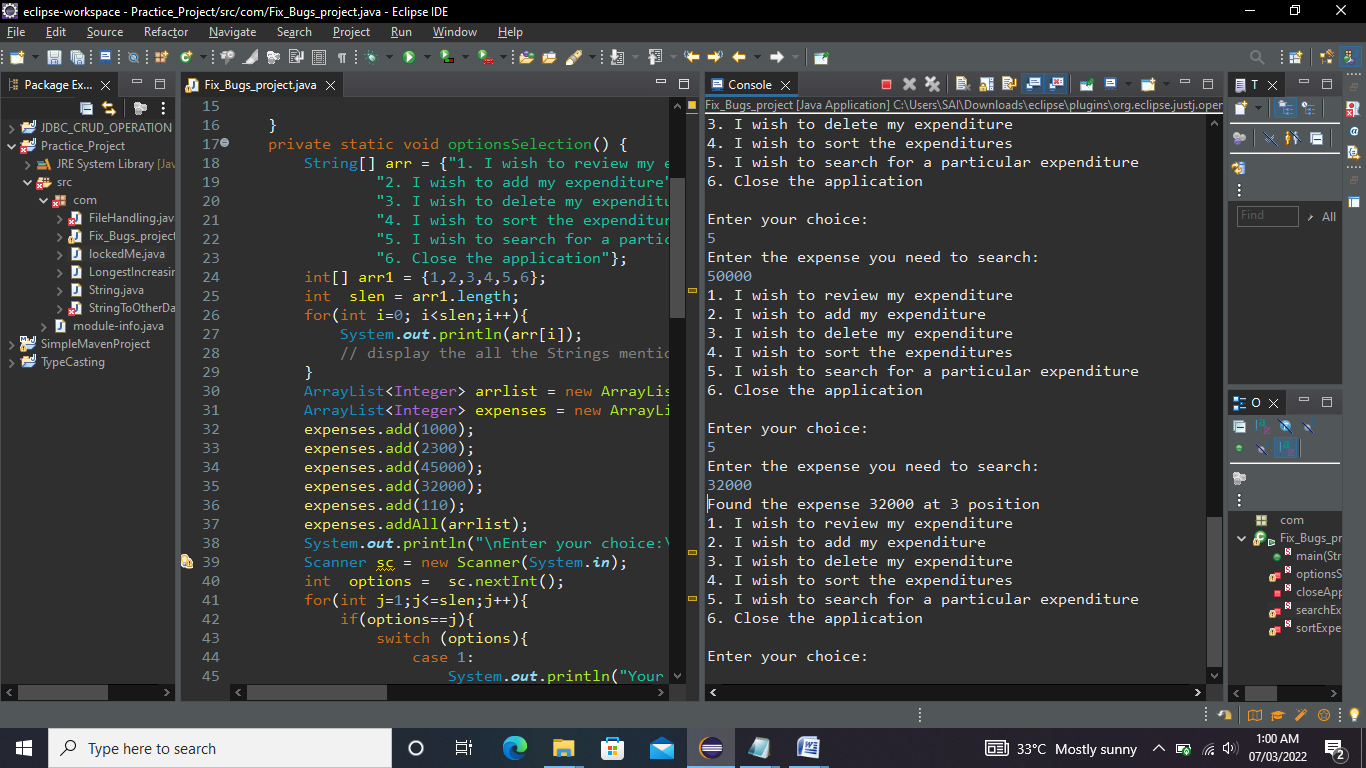 eclipse-workspace - Practice_Project/src/com/Fix_Bugs_project.java - Eclipse IDE
File Edit Source Refactor Navigate Search Project Run Window Help
Package Ex...
JDBC_CRUD_OPERATION
Practice_Project
JRE System Library [Jav
src
com
FileHandling.jav
Fix_Bugs_project
lockedMe.java
LongestIncreasin
String.java
StringToOtherDa
module-info.java
SimpleMavenProject
TypeCasting
Fix_Bugs_project.java
15
16 }
17 private static void optionsSelection() {
18 String[] arr = {"1. I wish to review my e
19 "2. I wish to add my expenditure"
20 "3. I wish to delete my expenditu
21 "4. I wish to sort the expenditur
22 "5. I wish to search for a partic
23 "6. Close the application"};
24 int[] arr1 = {1,2,3,4,5,6};
25 int  slen = arr1.length;
26 for(int i=0; i<slen;i++){
27 System.out.println(arr[i]);
28 // display the all the Strings mentio
29 }
30 ArrayList<Integer> arrlist = new ArrayLis
31 ArrayList<Integer> expenses = new ArrayLi
32 expenses.add(1000);
33 expenses.add(2300);
34 expenses.add(45000);
35 expenses.add(32000);
36 expenses.add(110);
37 expenses.addAll(arrlist);
38 System.out.println("\nEnter your choice:\
39 Scanner sc = new Scanner(System.in);
40 int  options =  sc.nextInt();
41 for(int j=1;j<=slen;j++){
42 if(options==j){
43 switch (options){
44 case 1:
45 System.out.println("Your
Console
Fix_Bugs_project [Java Application] C:\Users\SAI\Downloads\eclipse\plugins\org.eclipse.justj.open
3. I wish to delete my expenditure
4. I wish to sort the expenditures
5. I wish to search for a particular expenditure
6. Close the application
Enter your choice:
5
Enter the expense you need to search:
50000
1. I wish to review my expenditure
2. I wish to add my expenditure
3. I wish to delete my expenditure
4. I wish to sort the expenditures
5. I wish to search for a particular expenditure
6. Close the application
Enter your choice:
5
Enter the expense you need to search:
32000
Found the expense 32000 at 3 position
1. I wish to review my expenditure
2. I wish to add my expenditure
3. I wish to delete my expenditure
4. I wish to sort the expenditures
5. I wish to search for a particular expenditure
6. Close the application
Enter your choice:
T
Find
All
O
com
Fix_Bugs_pr
main(Str
optionsS
closeApp
searchEx
sortExpe
Type here to search
33°C Mostly sunny
1:00 AM
07/03/2022
2